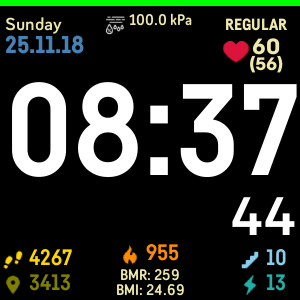 Sunday
25.11.18
100.0 kPa
REGULAR
60
(56)
08:37
44
4267
3413
955
BMR: 259
BMI: 24.69
10
13